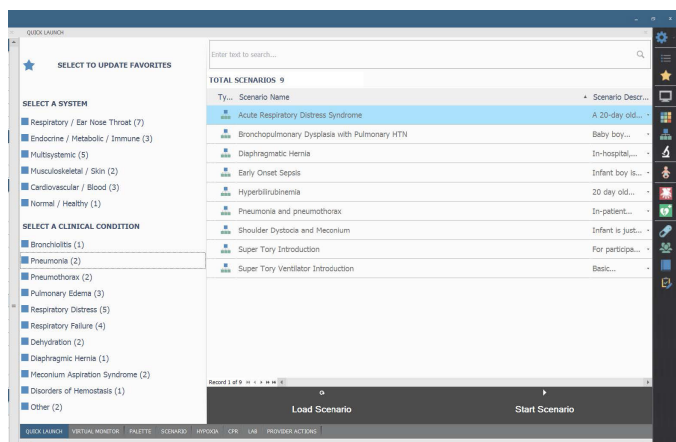 QUICK LAUNCH
SELECT TO UPDATE FAVORITES
SELECT A SYSTEM
Respiratory / Ear Nose Throat (7)
Endocrine / Metabolic / Immune (3)
Multisystemic (5)
Musculoskeletal / Skin (2)
Cardiovascular / Blood (3)
Normal / Healthy (1)
SELECT A CLINICAL CONDITION
Bronchiolitis (1)
Pneumonia (2)
Pneumothorax (2)
Pulmonary Edema (3)
Respiratory Distress (5)
Respiratory Failure (4)
Dehydration (2)
Diaphragmic Hernia (1)
Meconium Aspiration Syndrome (2)
Disorders of Hemostasis (1)
Other (2)
Enter text to search...
TOTAL SCENARIOS 9
Ty... Scenario Name Scenario Descr...
Acute Respiratory Distress Syndrome A 20-day old...
Bronchopulmonary Dysplasia with Pulmonary HTN Baby boy...
Diaphragmatic Hernia In-hospital,...
Early Onset Sepsis Infant boy is...
Hyperbilirubinemia 20 day old...
Pneumonia and pneumothorax In-patient...
Shoulder Dystocia and Meconium Infant is just...
Super Tory Introduction For participa...
Super Tory Ventilator Introduction Basic...
Record 1 of 9
Load Scenario Start Scenario
QUICK LAUNCH VIRTUAL MONITOR PALETTE SCENARIO HYPOXIA CPR LAB PROVIDER ACTIONS